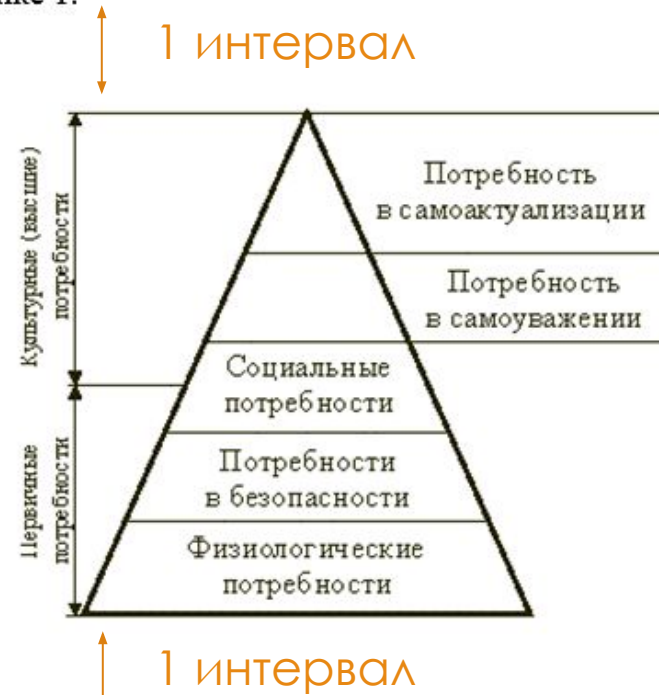 1 интервал
Потребность
в самоактуализации
Потребность
в самоуважении
Социальные
потребности
Потребности
в безопасности
Физиологические
потребности
Культурные (высшие)
потребности
Первичные
потребности
1 интервал